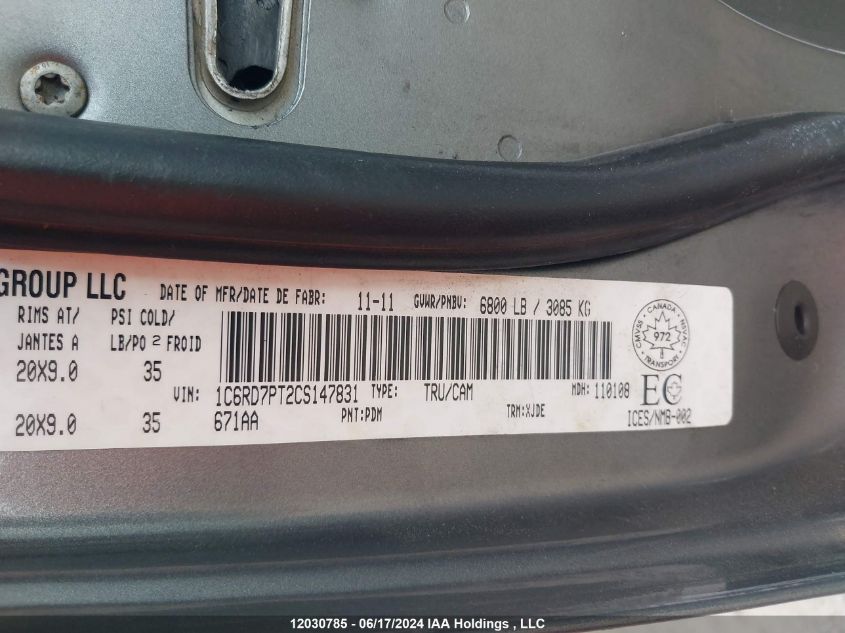 GROUP LLC DATE OF MFR/DATE DE FABR: 11-11 GVWR/PNBV: 6800 LB / 3085 KG
RIMS AT/ PSI COLD/
JANTES A LB/PO 2 FROID
20X9.0 35
VIN: 1C6RD7PT2CS147831 TYPE: TRU/CAM MDH: 110108
20X9.0 35 671AA PNT:PDM TRM:XJDE
CANADA
CMVSS NSVAC
972
8
TRANSPORT
EC
ICES/NMB-002
12030785 - 06/17/2024 IAA Holdings , LLC